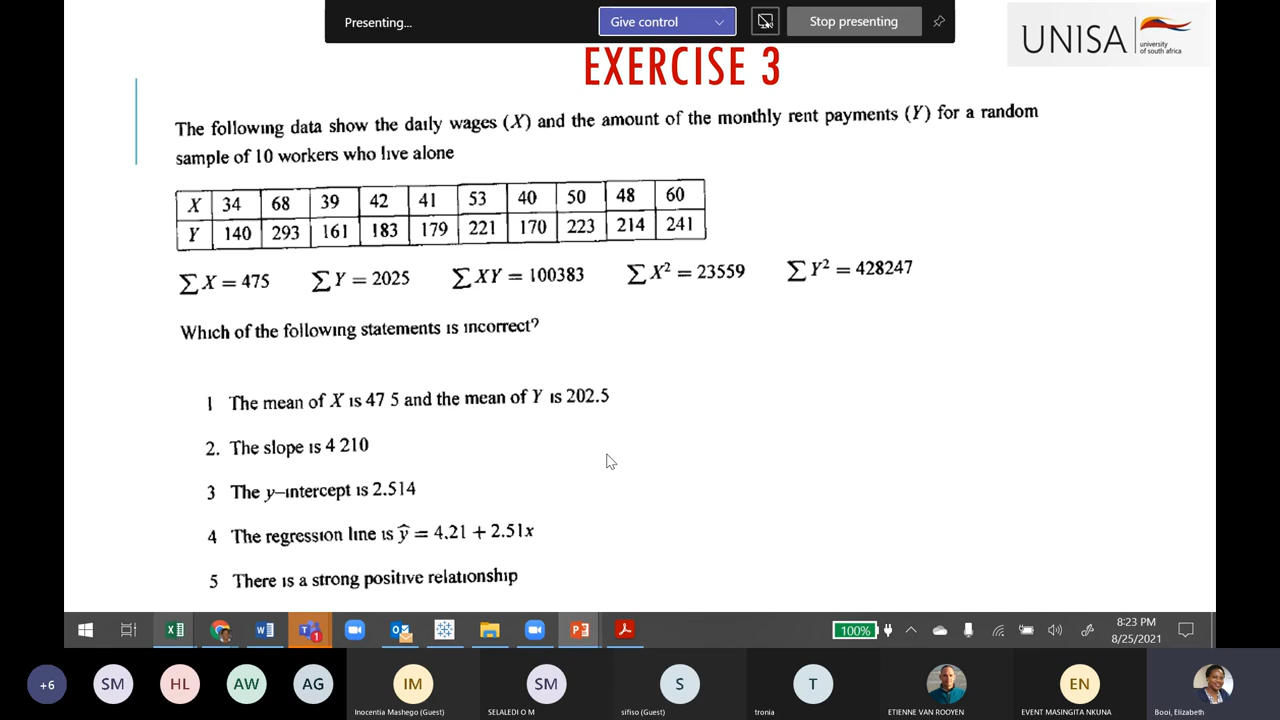 Presenting...
Give control
Stop presenting
UNISA
university
of south africa
EXERCISE 3
The following data show the daily wages (X) and the amount of the monthly rent payments (Y) for a random
sample of 10 workers who live alone
X 34 68 39 42 41 53 40 50 48 60
Y 140 293 161 183 179 221 170 223 214 241
∑X = 475 ∑Y = 2025 ∑XY = 100383 ∑X² = 23559 ∑Y² = 428247
Which of the following statements is incorrect?
1 The mean of X is 47 5 and the mean of Y is 202.5
2. The slope is 4 210
3 The y–intercept is 2.514
4 The regression line is ŷ = 4.21 + 2.51x
5 There is a strong positive relationship
100%
8:23 PM
8/25/2021
+6 SM HL AW AG IM SM S T EN
Inocentia Mashego (Guest) SELALEDI O M sifiso (Guest) tronia ETIENNE VAN ROOYEN EVENT MASINGITA NKUNA Booi, Elizabeth